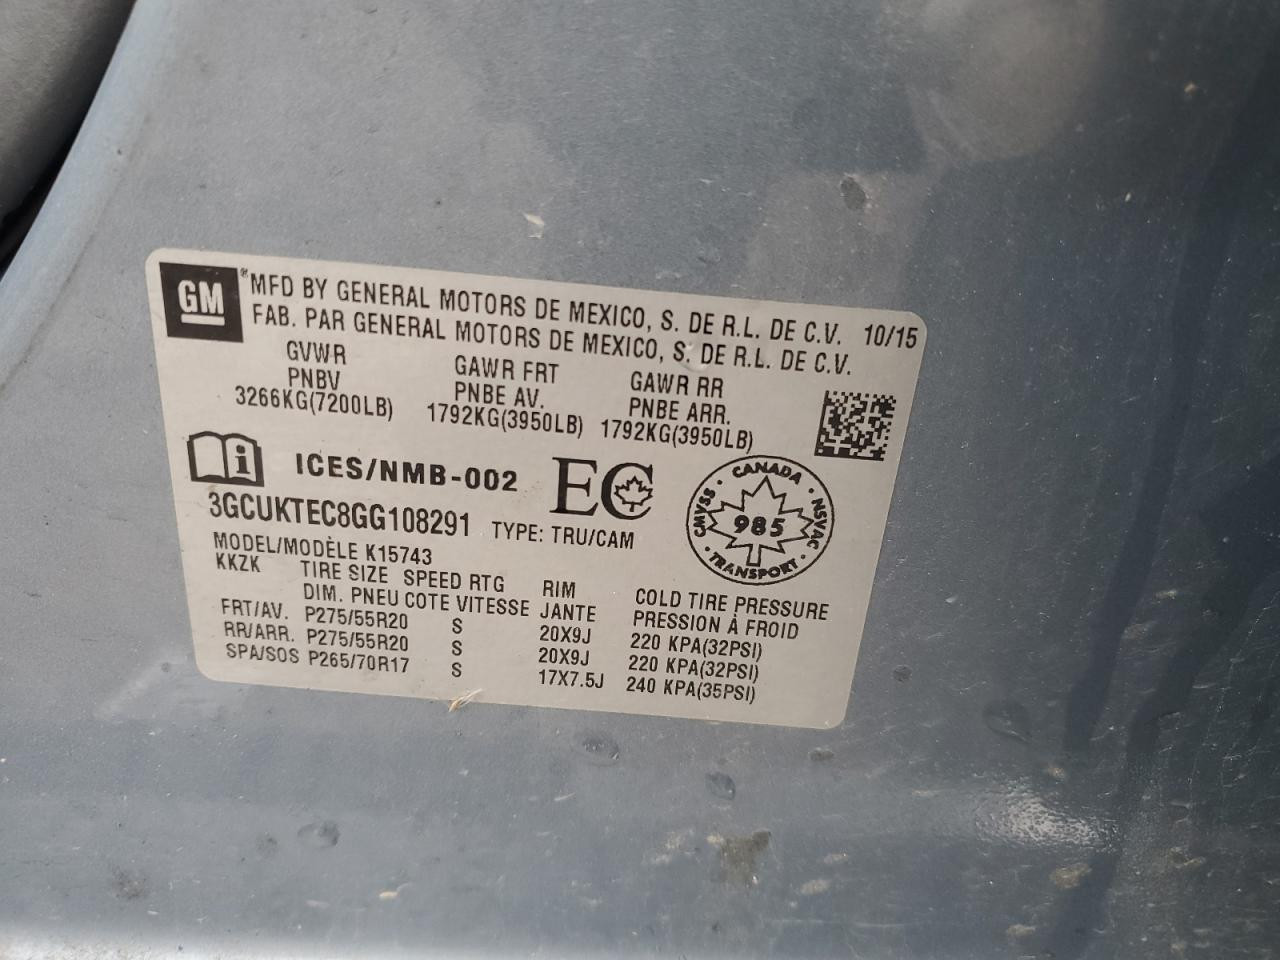 GM ® MFD BY GENERAL MOTORS DE MEXICO, S. DE R.L. DE C.V. 10/15
FAB. PAR GENERAL MOTORS DE MEXICO, S. DE R.L. DE C.V.
GVWR GAWR FRT GAWR RR
PNBV PNBE AV. PNBE ARR.
3266KG(7200LB) 1792KG(3950LB) 1792KG(3950LB)
i ICES/NMB-002 EC CANADA CMVSS 985 NSVAC TRANSPORT
3GCUKTEC8GG108291 TYPE: TRU/CAM
MODEL/MODÈLE K15743
KKZK TIRE SIZE SPEED RTG RIM COLD TIRE PRESSURE
DIM. PNEU COTE VITESSE JANTE PRESSION À FROID
FRT/AV. P275/55R20 S 20X9J 220 KPA(32PSI)
RR/ARR. P275/55R20 S 20X9J 220 KPA(32PSI)
SPA/SOS P265/70R17 S 17X7.5J 240 KPA(35PSI)